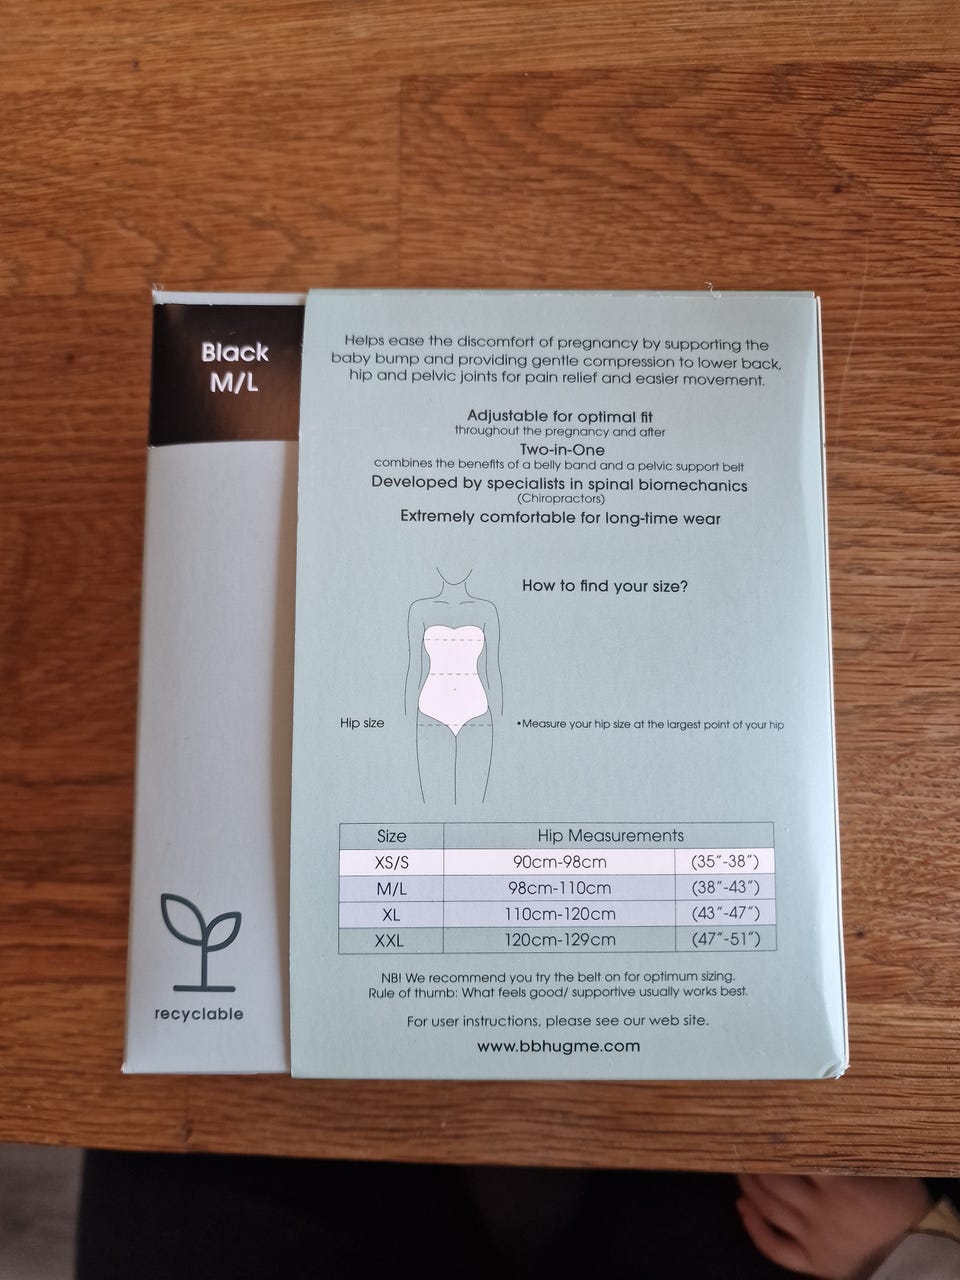 Black
M/L
recyclable
Helps ease the discomfort of pregnancy by supporting the
baby bump and providing gentle compression to lower back,
hip and pelvic joints for pain relief and easier movement.
Adjustable for optimal fit
throughout the pregnancy and after
Two-in-One
combines the benefits of a belly band and a pelvic support belt
Developed by specialists in spinal biomechanics
(Chiropractors)
Extremely comfortable for long-time wear
How to find your size?
Hip size
•Measure your hip size at the largest point of your hip
Size Hip Measurements
XS/S 90cm-98cm (35"-38")
M/L 98cm-110cm (38"-43")
XL 110cm-120cm (43"-47")
XXL 120cm-129cm (47"-51")
NB! We recommend you try the belt on for optimum sizing.
Rule of thumb: What feels good/ supportive usually works best.
For user instructions, please see our web site.
www.bbhugme.com